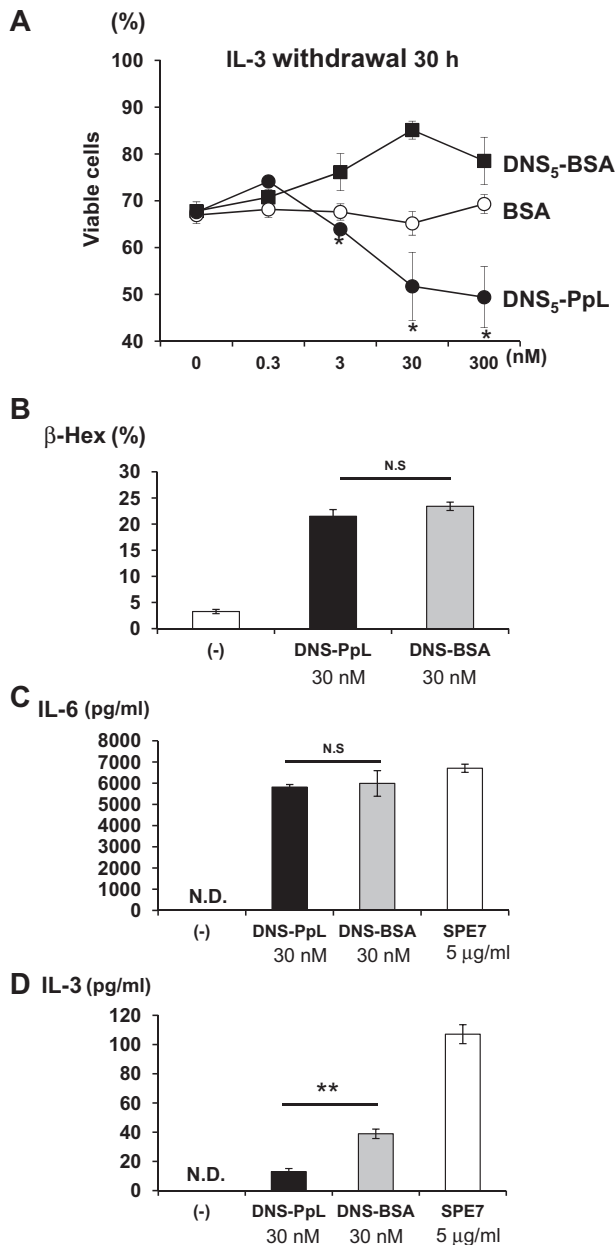 A
(%)
IL-3 withdrawal 30 h
Viable cells
100
90
80
70
60
50
40
DNS5-BSA
BSA
DNS5-PpL
*
*
*
0 0.3 3 30 300 (nM)
B
β-Hex (%)
30
25
20
15
10
5
0
N.S
(-) DNS-PpL DNS-BSA
30 nM 30 nM
C IL-6 (pg/ml)
8000
7000
6000
5000
4000
3000
2000
1000
0
N.S
N.D.
(-) DNS-PpL DNS-BSA SPE7
30 nM 30 nM 5 μg/ml
D IL-3 (pg/ml)
120
100
80
60
40
20
0
**
N.D.
(-) DNS-PpL DNS-BSA SPE7
30 nM 30 nM 5 μg/ml